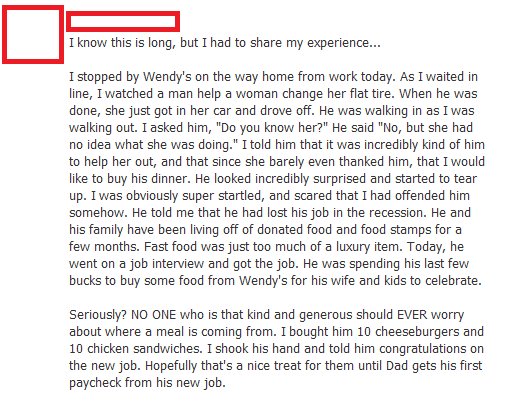 I know this is long, but I had to share my experience...
I stopped by Wendy's on the way home from work today. As I waited in
line, I watched a man help a woman change her flat tire. When he was
done, she just got in her car and drove off. He was walking in as I was
walking out. I asked him, "Do you know her?" He said "No, but she had
no idea what she was doing." I told him that it was incredibly kind of him
to help her out, and that since she barely even thanked him, that I would
like to buy his dinner. He looked incredibly surprised and started to tear
up. I was obviously super startled, and scared that I had offended him
somehow. He told me that he had lost his job in the recession. He and
his family have been living off of donated food and food stamps for a
few months. Fast food was just too much of a luxury item. Today, he
went on a job interview and got the job. He was spending his last few
bucks to buy some food from Wendy's for his wife and kids to celebrate.
Seriously? NO ONE who is that kind and generous should EVER worry
about where a meal is coming from. I bought him 10 cheeseburgers and
10 chicken sandwiches. I shook his hand and told him congratulations on
the new job. Hopefully that's a nice treat for them until Dad gets his first
paycheck from his new job.